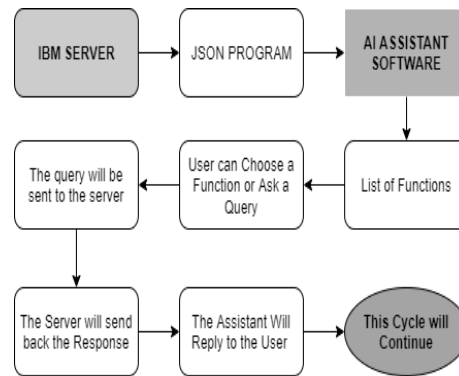 IBM SERVER
JSON PROGRAM
AI ASSISTANT
SOFTWARE
List of Functions
User can Choose a
Function or Ask a
Query
The query will be
sent to the server
The Server will send
back the Response
The Assistant Will
Reply to the User
This Cycle will
Continue